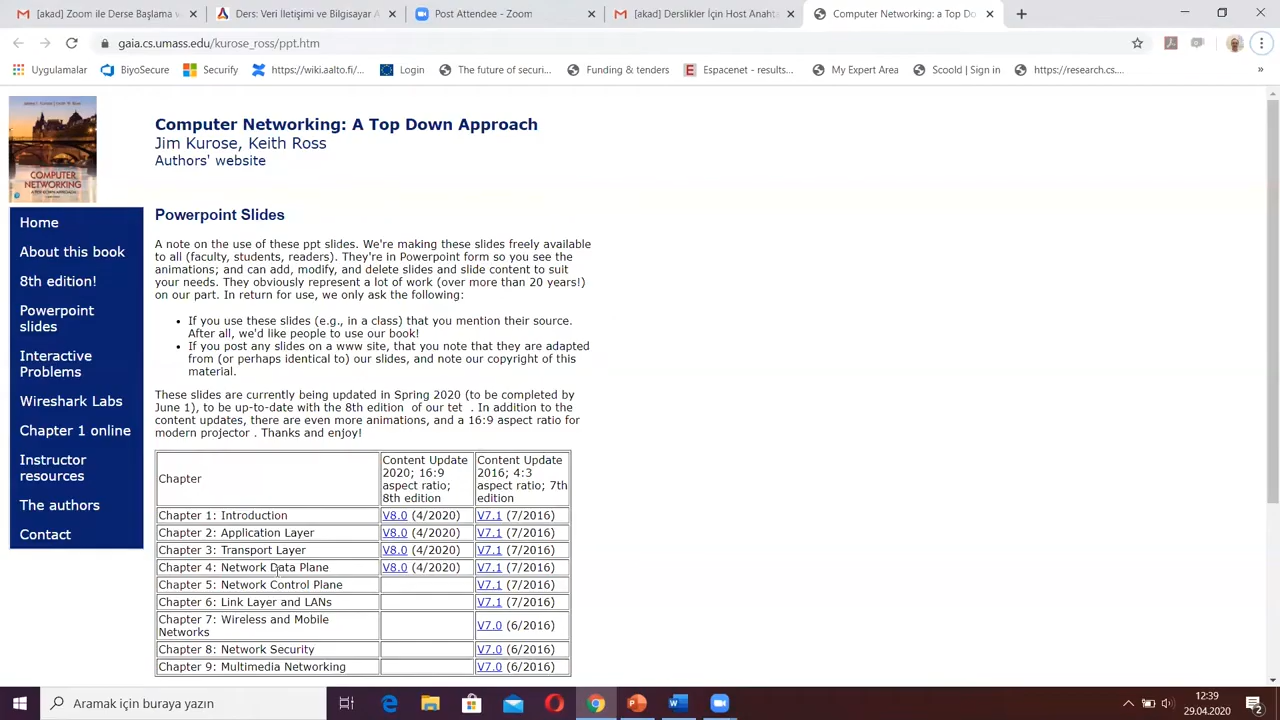 [akad] Zoom ile Derse Başlama
Ders: Veri İletişimi ve Bilgisayar A
Post Attendee - Zoom
[akad] Derslikler İçin Host Anahta
Computer Networking: a Top Do
gaia.cs.umass.edu/kurose_ross/ppt.htm
Uygulamalar
BiyoSecure
Securify
https://wiki.aalto.fi/...
Login
The future of securi...
Funding & tenders
Espacenet - results...
My Expert Area
Scoold | Sign in
https://research.cs....
»
COMPUTER
NETWORKING
Computer Networking: A Top Down Approach
Jim Kurose, Keith Ross
Authors' website
Home
About this book
8th edition!
Powerpoint
slides
Interactive
Problems
Wireshark Labs
Chapter 1 online
Instructor
resources
The authors
Contact
Powerpoint Slides
A note on the use of these ppt slides. We're making these slides freely available
to all (faculty, students, readers). They're in Powerpoint form so you see the
animations; and can add, modify, and delete slides and slide content to suit
your needs. They obviously represent a lot of work (over more than 20 years!)
on our part. In return for use, we only ask the following:
• If you use these slides (e.g., in a class) that you mention their source.
After all, we'd like people to use our book!
• If you post any slides on a www site, that you note that they are adapted
from (or perhaps identical to) our slides, and note our copyright of this
material.
These slides are currently being updated in Spring 2020 (to be completed by
June 1), to be up-to-date with the 8th edition of our tet . In addition to the
content updates, there are even more animations, and a 16:9 aspect ratio for
modern projector . Thanks and enjoy!
Chapter
Content Update
2020; 16:9
aspect ratio;
8th edition
Content Update
2016; 4:3
aspect ratio; 7th
edition
Chapter 1: Introduction V8.0 (4/2020) V7.1 (7/2016)
Chapter 2: Application Layer V8.0 (4/2020) V7.1 (7/2016)
Chapter 3: Transport Layer V8.0 (4/2020) V7.1 (7/2016)
Chapter 4: Network Data Plane V8.0 (4/2020) V7.1 (7/2016)
Chapter 5: Network Control Plane V7.1 (7/2016)
Chapter 6: Link Layer and LANs V7.1 (7/2016)
Chapter 7: Wireless and Mobile
Networks V7.0 (6/2016)
Chapter 8: Network Security V7.0 (6/2016)
Chapter 9: Multimedia Networking V7.0 (6/2016)
Aramak için buraya yazın
12:39
29.04.2020
2